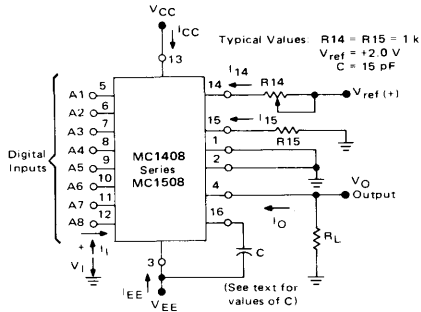 VCC
ICC
Typical Values: R14 = R15 = 1 k
Vref = +2.0 V
C = 15 pF
13
I14
A1 5
14
R14
Vref (+)
A2 6
A3 7
15
I15
R15
A4 8
1
Digital
Inputs
MC1408
Series
MC1508
A5 9
2
A6 10
4
VO
Output
A7 11
A8 12
16
IO
+ II
C
RL
VI
3
IEE
VEE
(See text for
values of C)